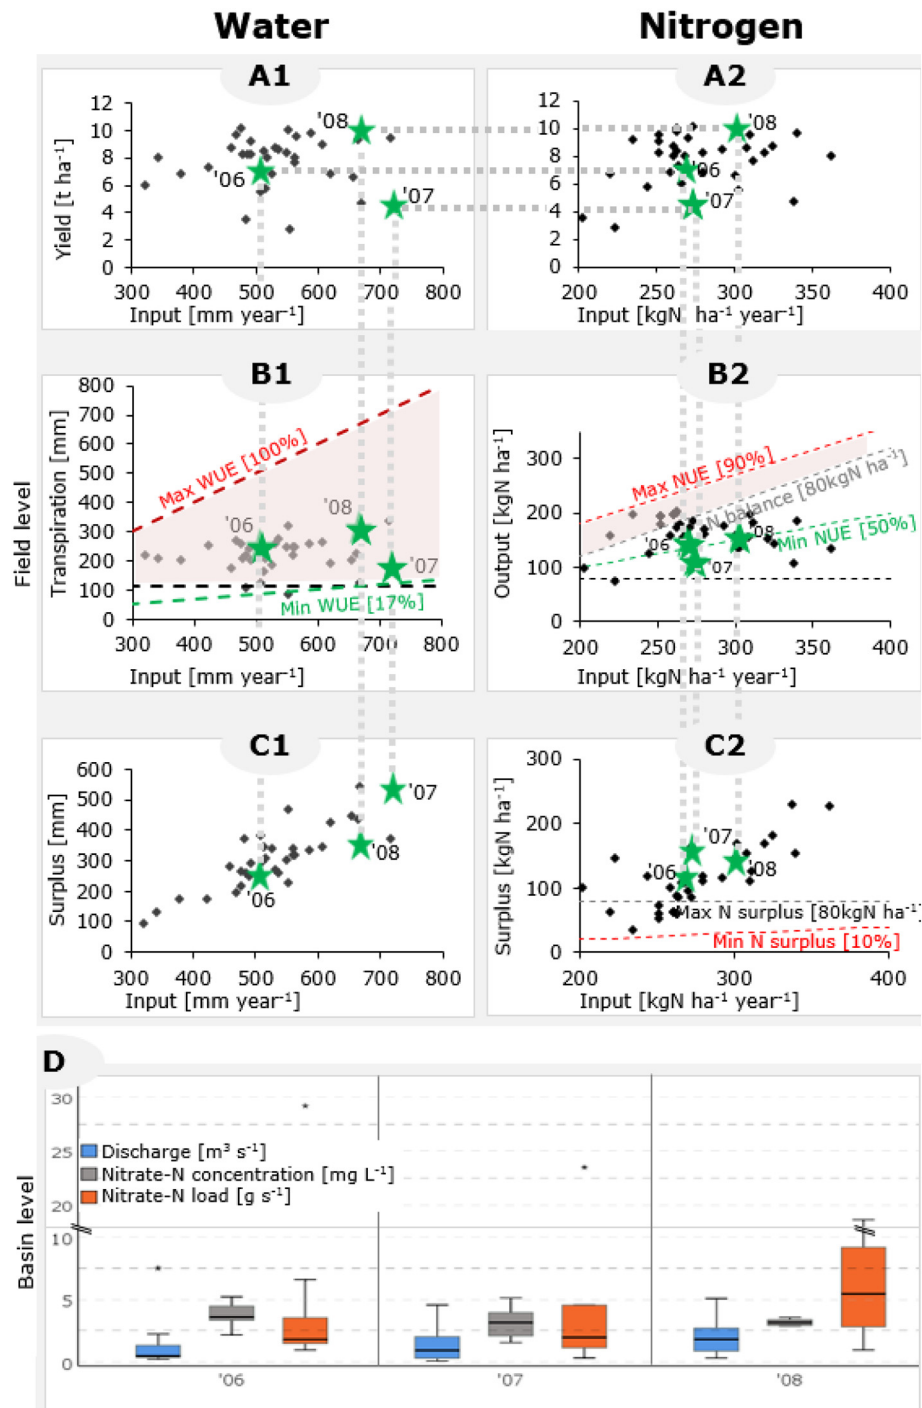 Water
Nitrogen
A1
A2
Yield [t ha⁻¹]
12
10
8
6
4
2
0
'08
'06
'07
300 400 500 600 700 800
Input [mm year⁻¹]
12
10
8
6
4
2
0
'08
'06
'07
200 250 300 350 400
Input [kgN ha⁻¹ year⁻¹]
Field level
B1
B2
Transpiration [mm]
800
700
600
500
400
300
200
100
0
Max WUE [100%]
'06
'08
'07
Min WUE [17%]
300 400 500 600 700 800
Input [mm year⁻¹]
Output [kgN ha⁻¹]
300
200
100
0
Max NUE [90%]
N balance [80kgN ha⁻¹]
'06
'08
'07
Min NUE [50%]
200 250 300 350 400
Input [kgN ha⁻¹ year⁻¹]
C1
C2
Surplus [mm]
600
500
400
300
200
100
0
'07
'08
'06
300 400 500 600 700 800
Input [mm year⁻¹]
Surplus [kgN ha⁻¹]
300
200
100
0
'07
'06
'08
Max N surplus [80kgN ha⁻¹]
Min N surplus [10%]
200 300 400
Input [kgN ha⁻¹ year⁻¹]
D
Basin level
30
25
20
10
5
0
Discharge [m³ s⁻¹]
Nitrate-N concentration [mg L⁻¹]
Nitrate-N load [g s⁻¹]
'06 '07 '08